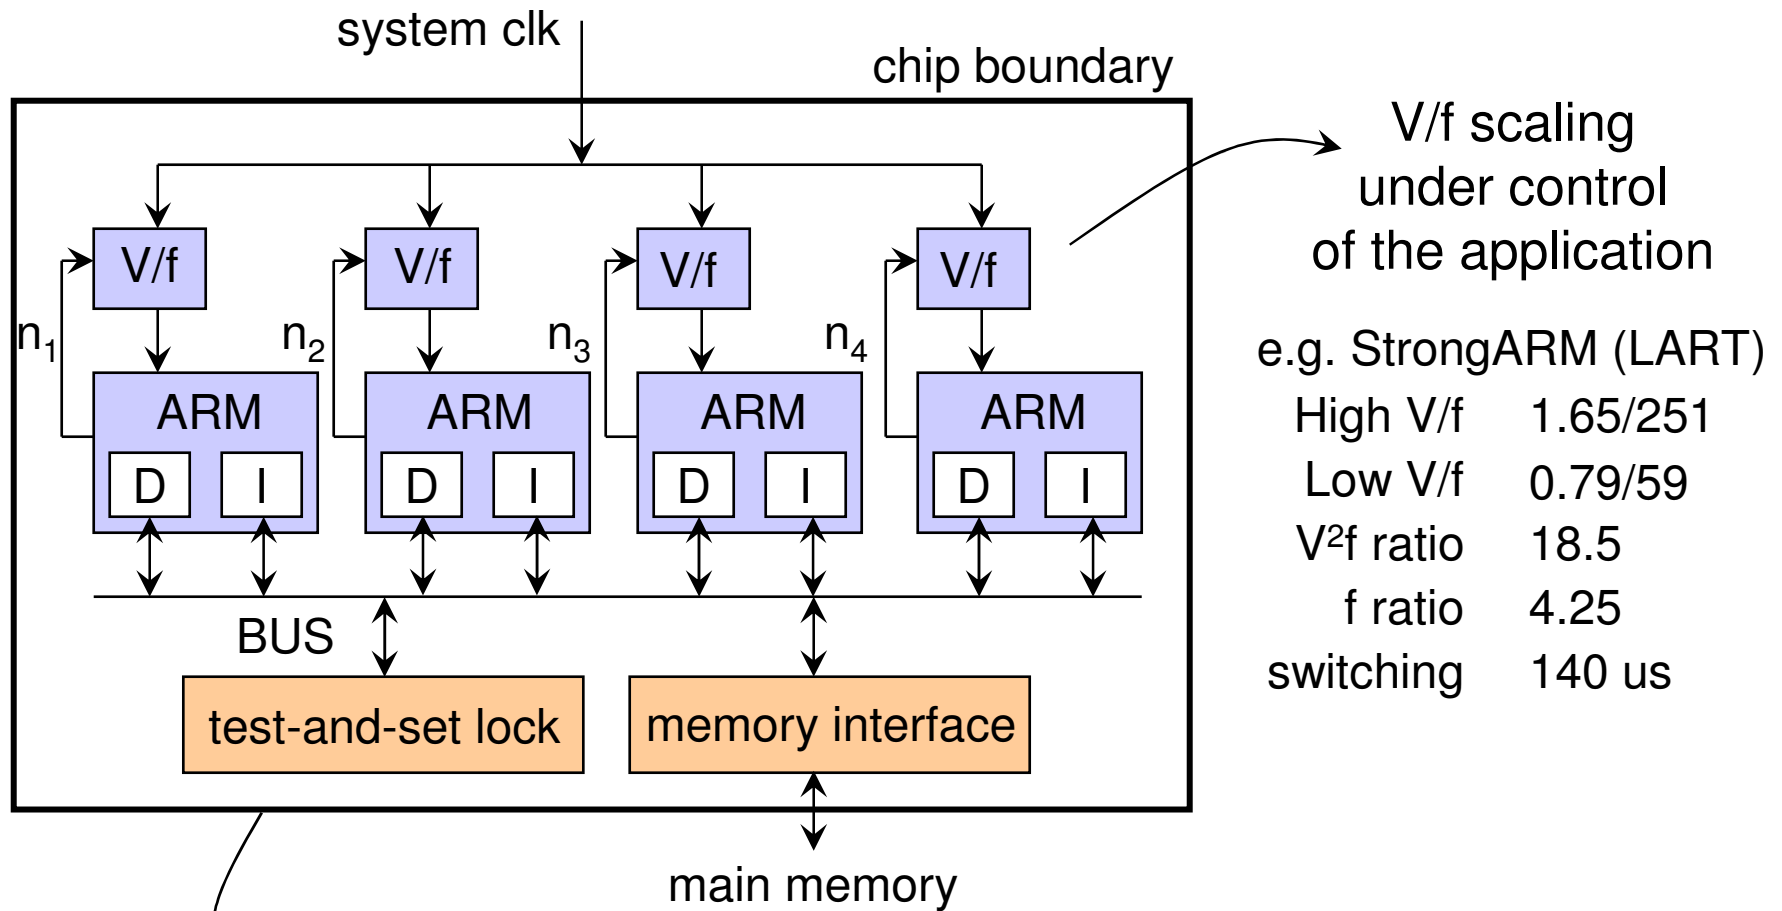 system clk
chip boundary
V/f scaling
under control
of the application
V/f V/f V/f V/f
n₁ n₂ n₃ n₄
e.g. StrongARM (LART)
High V/f 1.65/251
Low V/f 0.79/59
V²f ratio 18.5
f ratio 4.25
switching 140 us
ARM ARM ARM ARM
D I D I D I D I
BUS
test-and-set lock memory interface
main memory